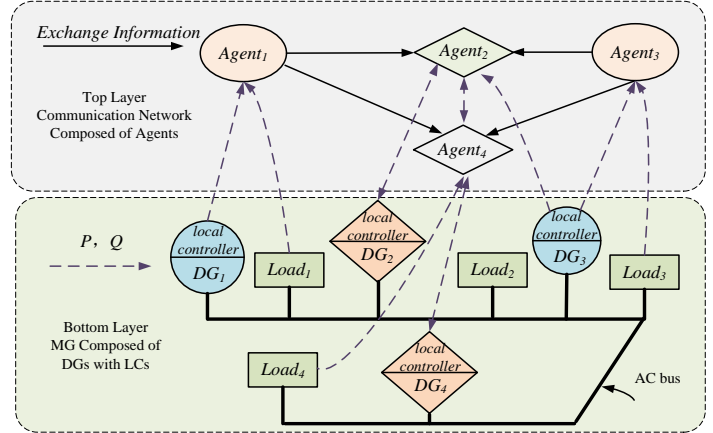 Exchange Information
Agent1
Agent2
Agent3
Top Layer
Communication Network
Composed of Agents
Agent4
P, Q
local
controller
DG1
Load1
local
controller
DG2
Load2
local
controller
DG3
Load3
Bottom Layer
MG Composed of
DGs with LCs
Load4
local
controller
DG4
AC bus